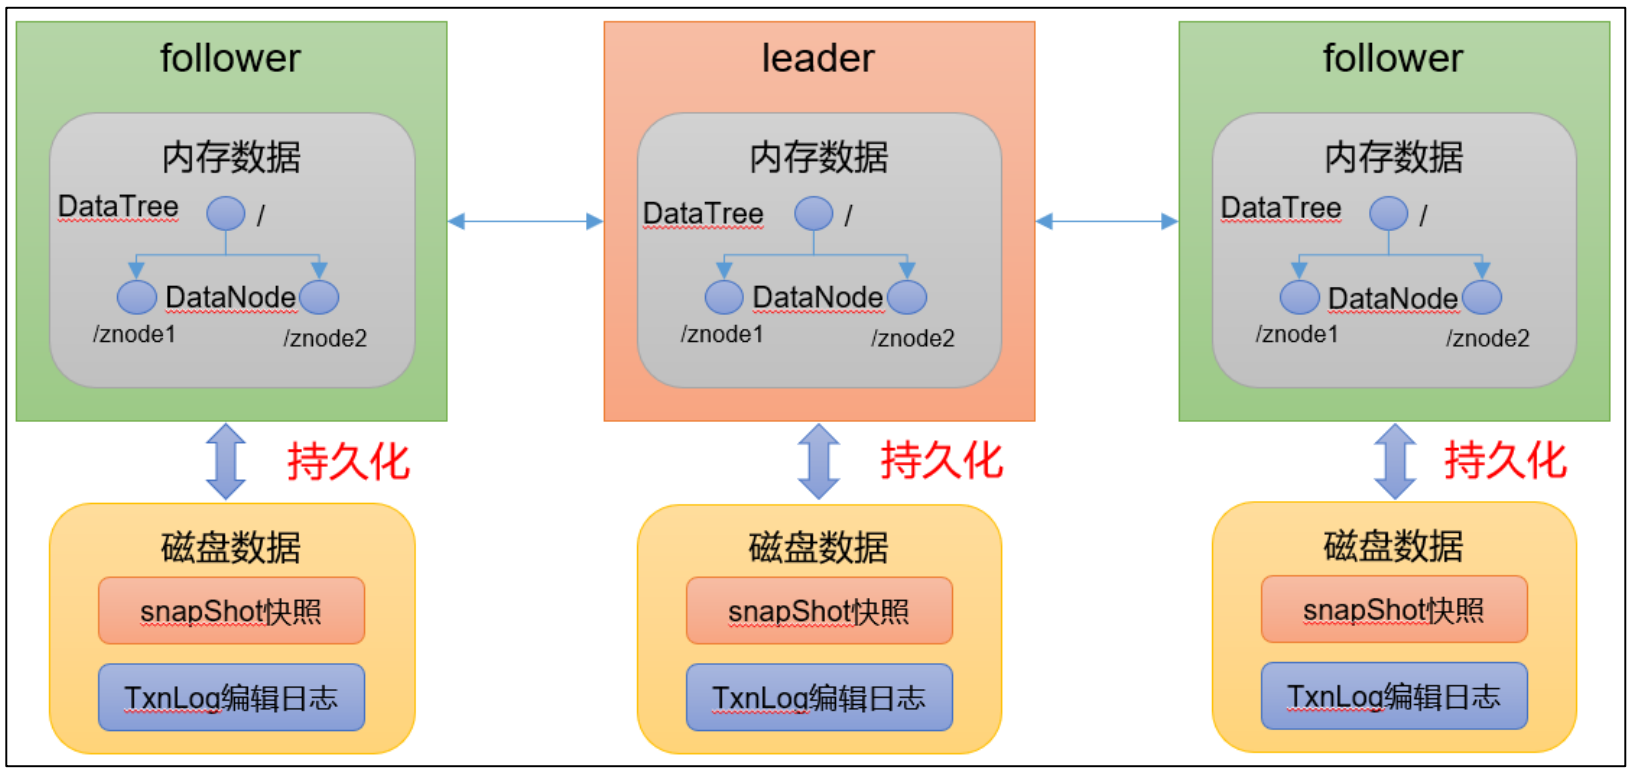 follower
内存数据
DataTree
/
DataNode
/znode1
/znode2
持久化
磁盘数据
snapShot快照
TxnLog编辑日志
leader
内存数据
DataTree
/
DataNode
/znode1
/znode2
持久化
磁盘数据
snapShot快照
TxnLog编辑日志
follower
内存数据
DataTree
/
DataNode
/znode1
/znode2
持久化
磁盘数据
snapShot快照
TxnLog编辑日志